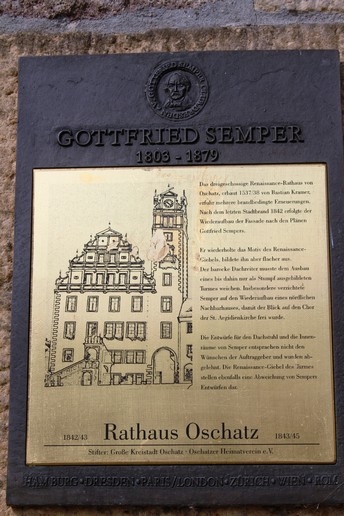 GOTTFRIED SEMPER
1803 - 1879
Das dreigeschossige Renaissance-Rathaus von
Oschatz, erbaut 1537/38 von Bastian Kramer,
erfuhr mehrere brandbedingte Erneuerungen.
Nach dem letzten Stadtbrand 1842 erfolgte der
Wiederaufbau der Fassade nach den Plänen
Gottfried Sempers.
Er wiederholte das Motiv des Renaissance-
Giebels, bildete ihn aber flacher aus.
Der barocke Dachreiter musste dem Ausbau
eines bis dahin nur als Stumpf ausgebildeten
Turmes weichen. Insbesondere verzichtete
Semper auf den Wiederaufbau eines nördlichen
Nachbarhauses, damit der Blick auf den Chor
der St. Aegidienkirche frei wurde.
Die Entwürfe für den Dachstuhl und die Innen-
räume von Semper entsprachen nicht den
Wünschen der Auftraggeber und wurden ab-
gelehnt. Die Renaissance-Giebel des Turmes
stellen ebenfalls eine Abweichung von Sempers
Entwürfen dar.
1842/43 Rathaus Oschatz 1843/45
Stifter: Große Kreisstadt Oschatz · Oschatzer Heimatverein e.V.
HAMBURG · DRESDEN · PARIS/LONDON · ZÜRICH · WIEN · ROM